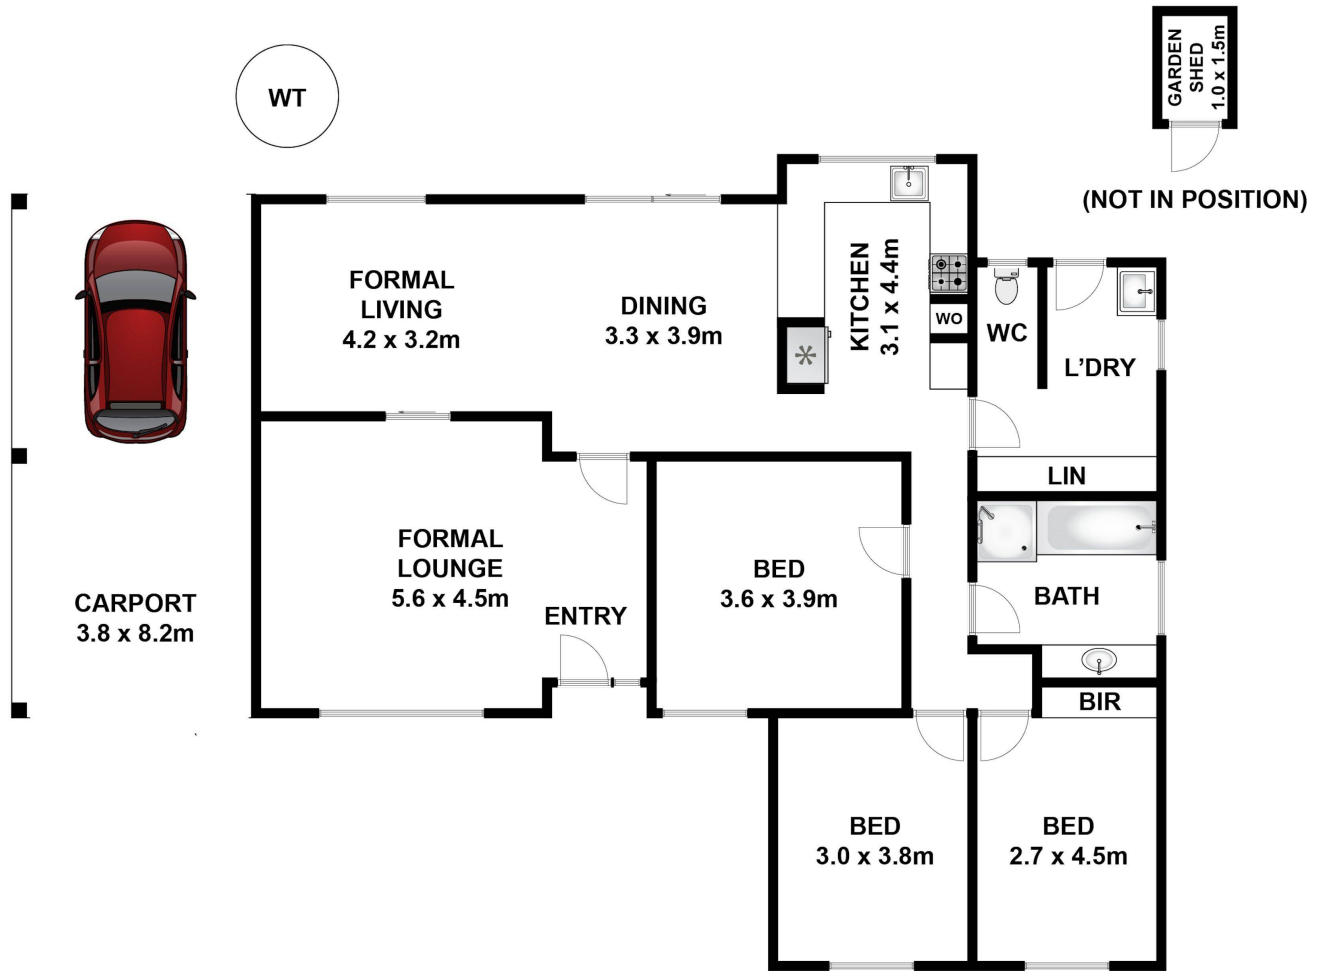 WT
GARDEN
SHED
1.0 x 1.5m
(NOT IN POSITION)
FORMAL
LIVING
4.2 x 3.2m
DINING
3.3 x 3.9m
KITCHEN
3.1 x 4.4m
WO
WC
L'DRY
LIN
FORMAL
LOUNGE
5.6 x 4.5m
ENTRY
BED
3.6 x 3.9m
BATH
CARPORT
3.8 x 8.2m
BIR
BED
3.0 x 3.8m
BED
2.7 x 4.5m